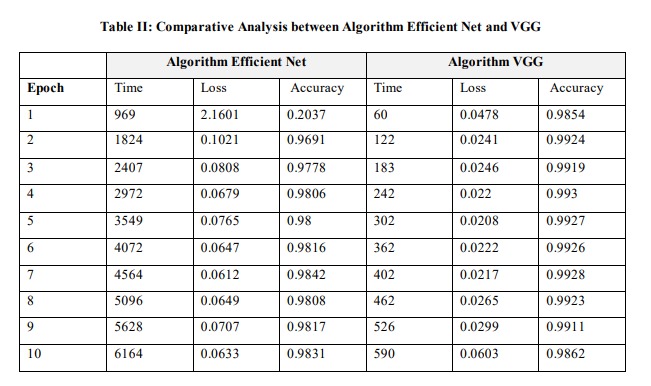 Table II: Comparative Analysis between Algorithm Efficient Net and VGG
Algorithm Efficient Net Algorithm VGG
Epoch Time Loss Accuracy Time Loss Accuracy
1 969 2.1601 0.2037 60 0.0478 0.9854
2 1824 0.1021 0.9691 122 0.0241 0.9924
3 2407 0.0808 0.9778 183 0.0246 0.9919
4 2972 0.0679 0.9806 242 0.022 0.993
5 3549 0.0765 0.98 302 0.0208 0.9927
6 4072 0.0647 0.9816 362 0.0222 0.9926
7 4564 0.0612 0.9842 402 0.0217 0.9928
8 5096 0.0649 0.9808 462 0.0265 0.9923
9 5628 0.0707 0.9817 526 0.0299 0.9911
10 6164 0.0633 0.9831 590 0.0603 0.9862